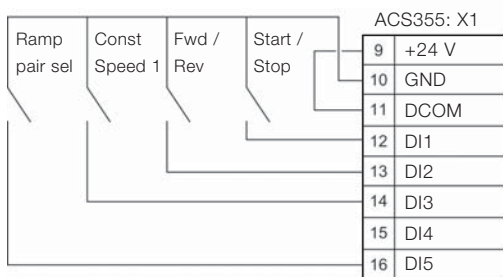 ACS355: X1
Ramp pair sel
Const Speed 1
Fwd / Rev
Start / Stop
9 +24 V
10 GND
11 DCOM
12 DI1
13 DI2
14 DI3
15 DI4
16 DI5